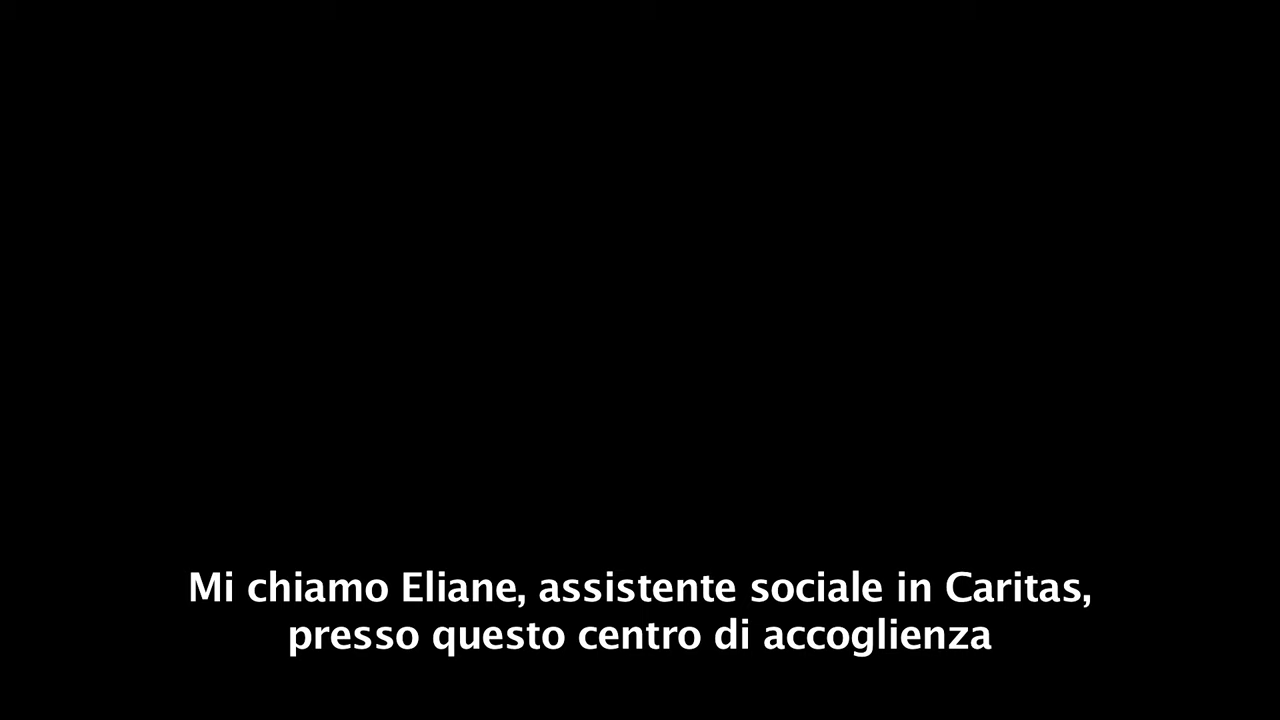 Mi chiamo Eliane, assistente sociale in Caritas,
presso questo centro di accoglienza